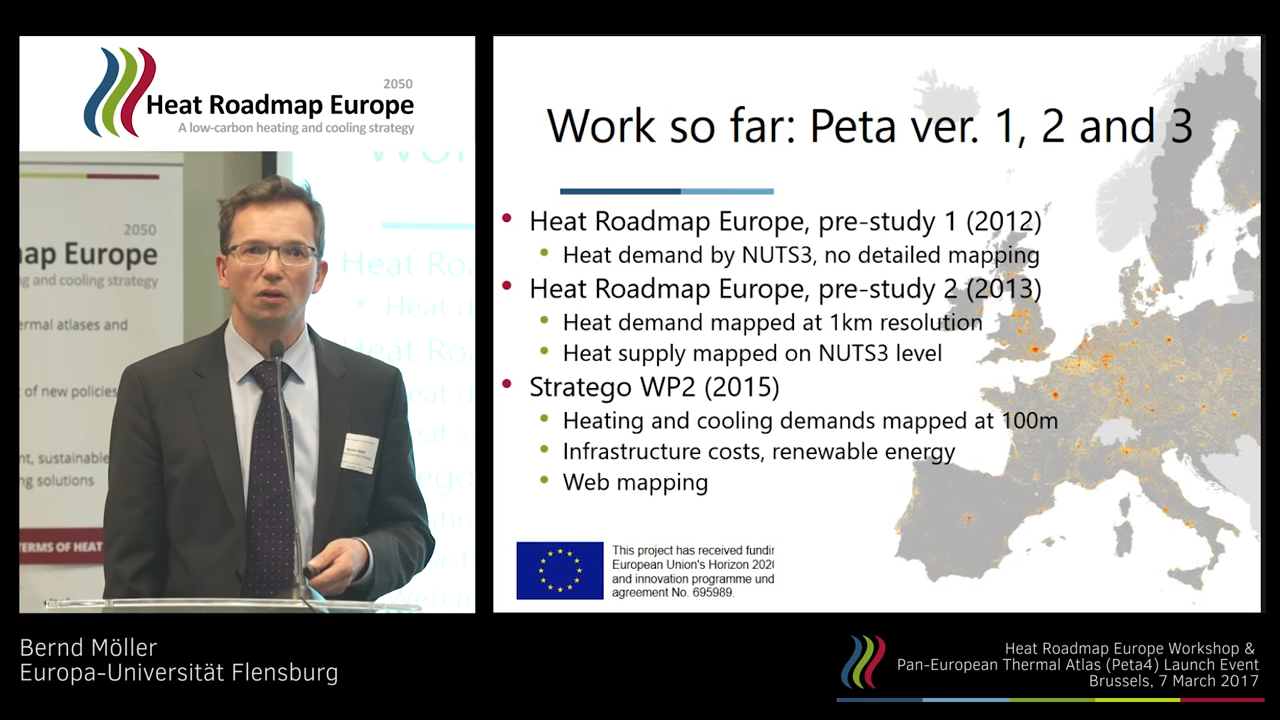 2050
Heat Roadmap Europe
A low-carbon heating and cooling strategy
2050
ap Europe
ng and cooling strategy
ermal atlases and
t of new policies
nt, sustainable
ng solutions
TERMS OF HEAT
Work so far: Peta ver. 1, 2 and 3
• Heat Roadmap Europe, pre-study 1 (2012)
• Heat demand by NUTS3, no detailed mapping
• Heat Roadmap Europe, pre-study 2 (2013)
• Heat demand mapped at 1km resolution
• Heat supply mapped on NUTS3 level
• Stratego WP2 (2015)
• Heating and cooling demands mapped at 100m
• Infrastructure costs, renewable energy
• Web mapping
This project has received fundin
European Union's Horizon 2020
and innovation programme und
agreement No. 695989.
Bernd Möller
Europa-Universität Flensburg
Heat Roadmap Europe Workshop &
Pan-European Thermal Atlas (Peta4) Launch Event
Brussels, 7 March 2017